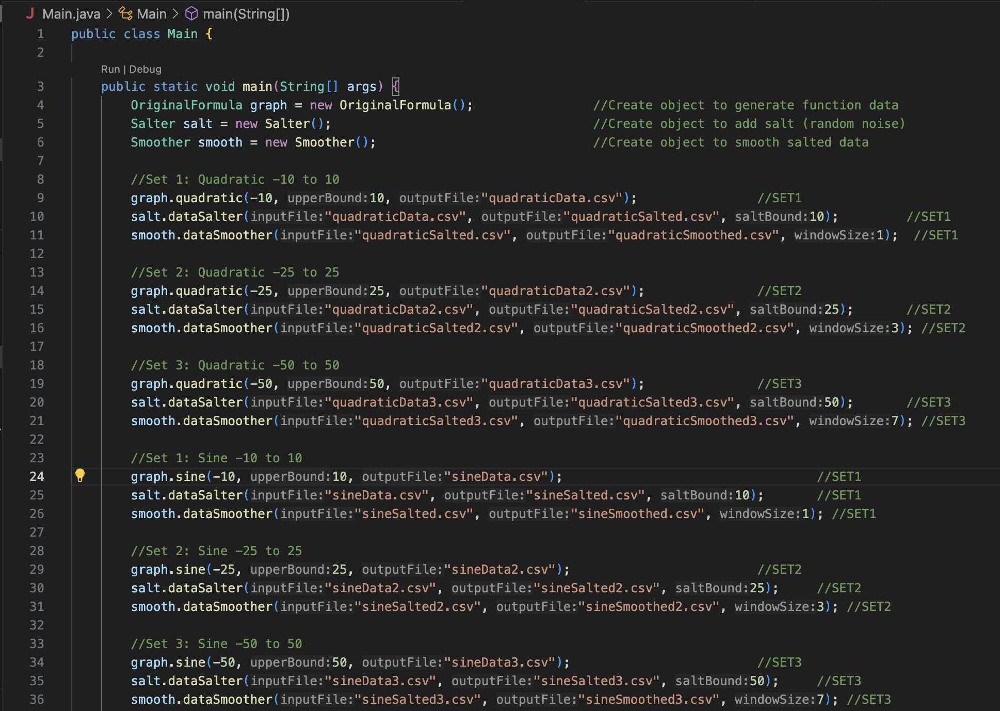 Main.java > Main > main(String[])
1 public class Main {
2
Run | Debug
3 public static void main(String[] args) {
4 OriginalFormula graph = new OriginalFormula(); //Create object to generate function data
5 Salter salt = new Salter(); //Create object to add salt (random noise)
6 Smoother smooth = new Smoother(); //Create object to smooth salted data
7
8 //Set 1: Quadratic -10 to 10
9 graph.quadratic(-10, upperBound:10, outputFile:"quadraticData.csv"); //SET1
10 salt.dataSalter(inputFile:"quadraticData.csv", outputFile:"quadraticSalted.csv", saltBound:10); //SET1
11 smooth.dataSmoother(inputFile:"quadraticSalted.csv", outputFile:"quadraticSmoothed.csv", windowSize:1); //SET1
12
13 //Set 2: Quadratic -25 to 25
14 graph.quadratic(-25, upperBound:25, outputFile:"quadraticData2.csv"); //SET2
15 salt.dataSalter(inputFile:"quadraticData2.csv", outputFile:"quadraticSalted2.csv", saltBound:25); //SET2
16 smooth.dataSmoother(inputFile:"quadraticSalted2.csv", outputFile:"quadraticSmoothed2.csv", windowSize:3); //SET2
17
18 //Set 3: Quadratic -50 to 50
19 graph.quadratic(-50, upperBound:50, outputFile:"quadraticData3.csv"); //SET3
20 salt.dataSalter(inputFile:"quadraticData3.csv", outputFile:"quadraticSalted3.csv", saltBound:50); //SET3
21 smooth.dataSmoother(inputFile:"quadraticSalted3.csv", outputFile:"quadraticSmoothed3.csv", windowSize:7); //SET3
22
23 //Set 1: Sine -10 to 10
24 graph.sine(-10, upperBound:10, outputFile:"sineData.csv"); //SET1
25 salt.dataSalter(inputFile:"sineData.csv", outputFile:"sineSalted.csv", saltBound:10); //SET1
26 smooth.dataSmoother(inputFile:"sineSalted.csv", outputFile:"sineSmoothed.csv", windowSize:1); //SET1
27
28 //Set 2: Sine -25 to 25
29 graph.sine(-25, upperBound:25, outputFile:"sineData2.csv"); //SET2
30 salt.dataSalter(inputFile:"sineData2.csv", outputFile:"sineSalted2.csv", saltBound:25); //SET2
31 smooth.dataSmoother(inputFile:"sineSalted2.csv", outputFile:"sineSmoothed2.csv", windowSize:3); //SET2
32
33 //Set 3: Sine -50 to 50
34 graph.sine(-50, upperBound:50, outputFile:"sineData3.csv"); //SET3
35 salt.dataSalter(inputFile:"sineData3.csv", outputFile:"sineSalted3.csv", saltBound:50); //SET3
36 smooth.dataSmoother(inputFile:"sineSalted3.csv", outputFile:"sineSmoothed3.csv", windowSize:7); //SET3